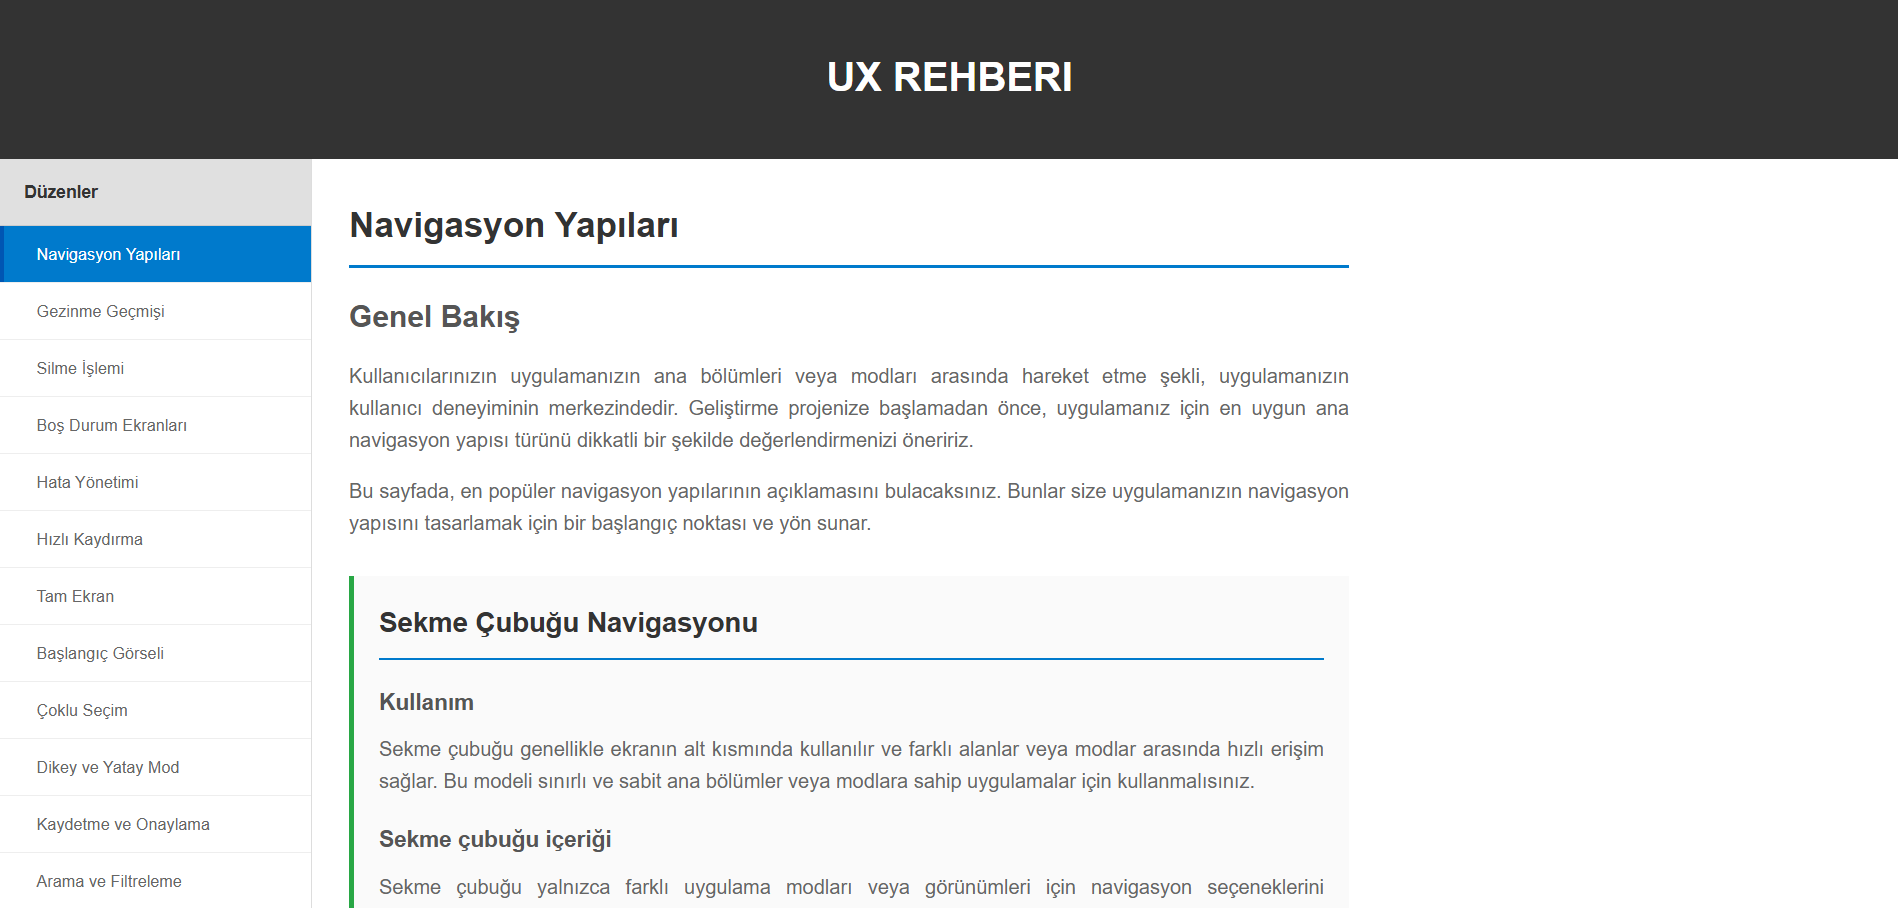 UX REHBERI
Düzenler
Navigasyon Yapıları
Gezinme Geçmişi
Silme İşlemi
Boş Durum Ekranları
Hata Yönetimi
Hızlı Kaydırma
Tam Ekran
Başlangıç Görseli
Çoklu Seçim
Dikey ve Yatay Mod
Kaydetme ve Onaylama
Arama ve Filtreleme
Navigasyon Yapıları
Genel Bakış
Kullanıcılarınızın uygulamanızın ana bölümleri veya modları arasında hareket etme şekli, uygulamanızın
kullanıcı deneyiminin merkezindedir. Geliştirme projenize başlamadan önce, uygulamanız için en uygun ana
navigasyon yapısı türünü dikkatli bir şekilde değerlendirmenizi öneririz.
Bu sayfada, en popüler navigasyon yapılarının açıklamasını bulacaksınız. Bunlar size uygulamanızın navigasyon
yapısını tasarlamak için bir başlangıç noktası ve yön sunar.
Sekme Çubuğu Navigasyonu
Kullanım
Sekme çubuğu genellikle ekranın alt kısmında kullanılır ve farklı alanlar veya modlar arasında hızlı erişim
sağlar. Bu modeli sınırlı ve sabit ana bölümler veya modlara sahip uygulamalar için kullanmalısınız.
Sekme çubuğu içeriği
Sekme çubuğu yalnızca farklı uygulama modları veya görünümleri için navigasyon seçeneklerini